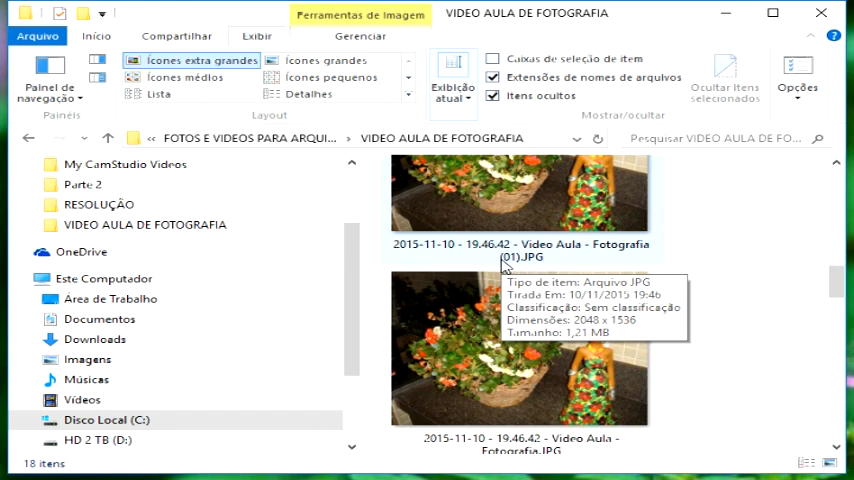 Ferramentas de Imagem
VIDEO AULA DE FOTOGRAFIA
Arquivo
Início
Compartilhar
Exibir
Gerenciar
Painel de navegação
Ícones extra grandes
Ícones grandes
Ícones médios
Ícones pequenos
Lista
Detalhes
Exibição atual
Caixas de seleção de item
Extensões de nomes de arquivos
Itens ocultos
Ocultar itens selecionados
Opções
Painéis
Layout
Mostrar/ocultar
FOTOS E VIDEOS PARA ARQUI... > VIDEO AULA DE FOTOGRAFIA
Pesquisar VIDEO AULA DE FO...
My CamStudio Videos
Parte 2
RESOLUÇÃO
VIDEO AULA DE FOTOGRAFIA
OneDrive
Este Computador
Área de Trabalho
Documentos
Downloads
Imagens
Músicas
Vídeos
Disco Local (C:)
HD 2 TB (D:)
2015-11-10 - 19.46.42 - Video Aula - Fotografia
(01).JPG
Tipo de item: Arquivo JPG
Tirada Em: 10/11/2015 19:46
Classificação: Sem classificação
Dimensões: 2048 x 1536
Tamanho: 1,21 MB
2015-11-10 - 19.46.42 - Video Aula -
Fotografia.JPG
18 itens